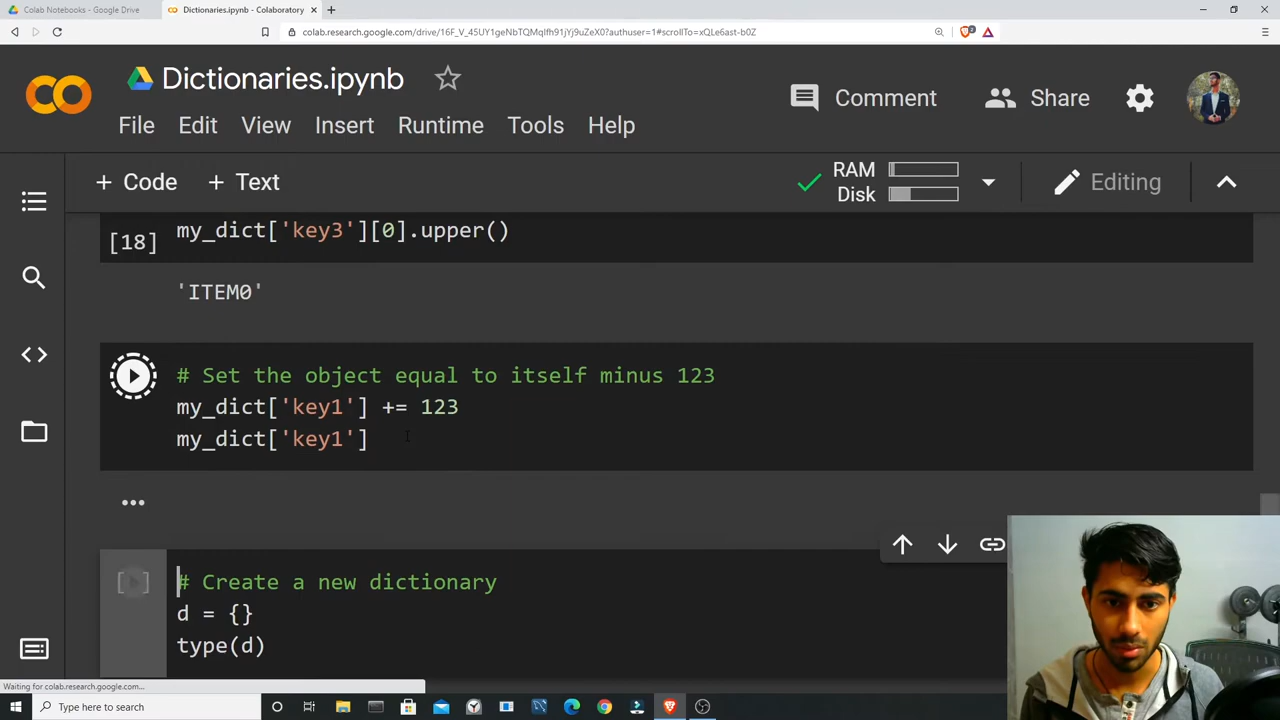 Colab Notebooks - Google Drive
Dictionaries.ipynb - Colaboratory
colab.research.google.com/drive/16F_V_45UY1geNbTQMqIfh91jYj9uZeX0?authuser=1#scrollTo=xQLe6ast-b0Z
Dictionaries.ipynb
Comment
Share
File Edit View Insert Runtime Tools Help
+ Code + Text
RAM
Disk
Editing
my_dict['key3'][0].upper()
[18]
'ITEM0'
# Set the object equal to itself minus 123
my_dict['key1'] += 123
my_dict['key1']
# Create a new dictionary
[ ]
d = {}
type(d)
Waiting for colab.research.google.com...
Type here to search